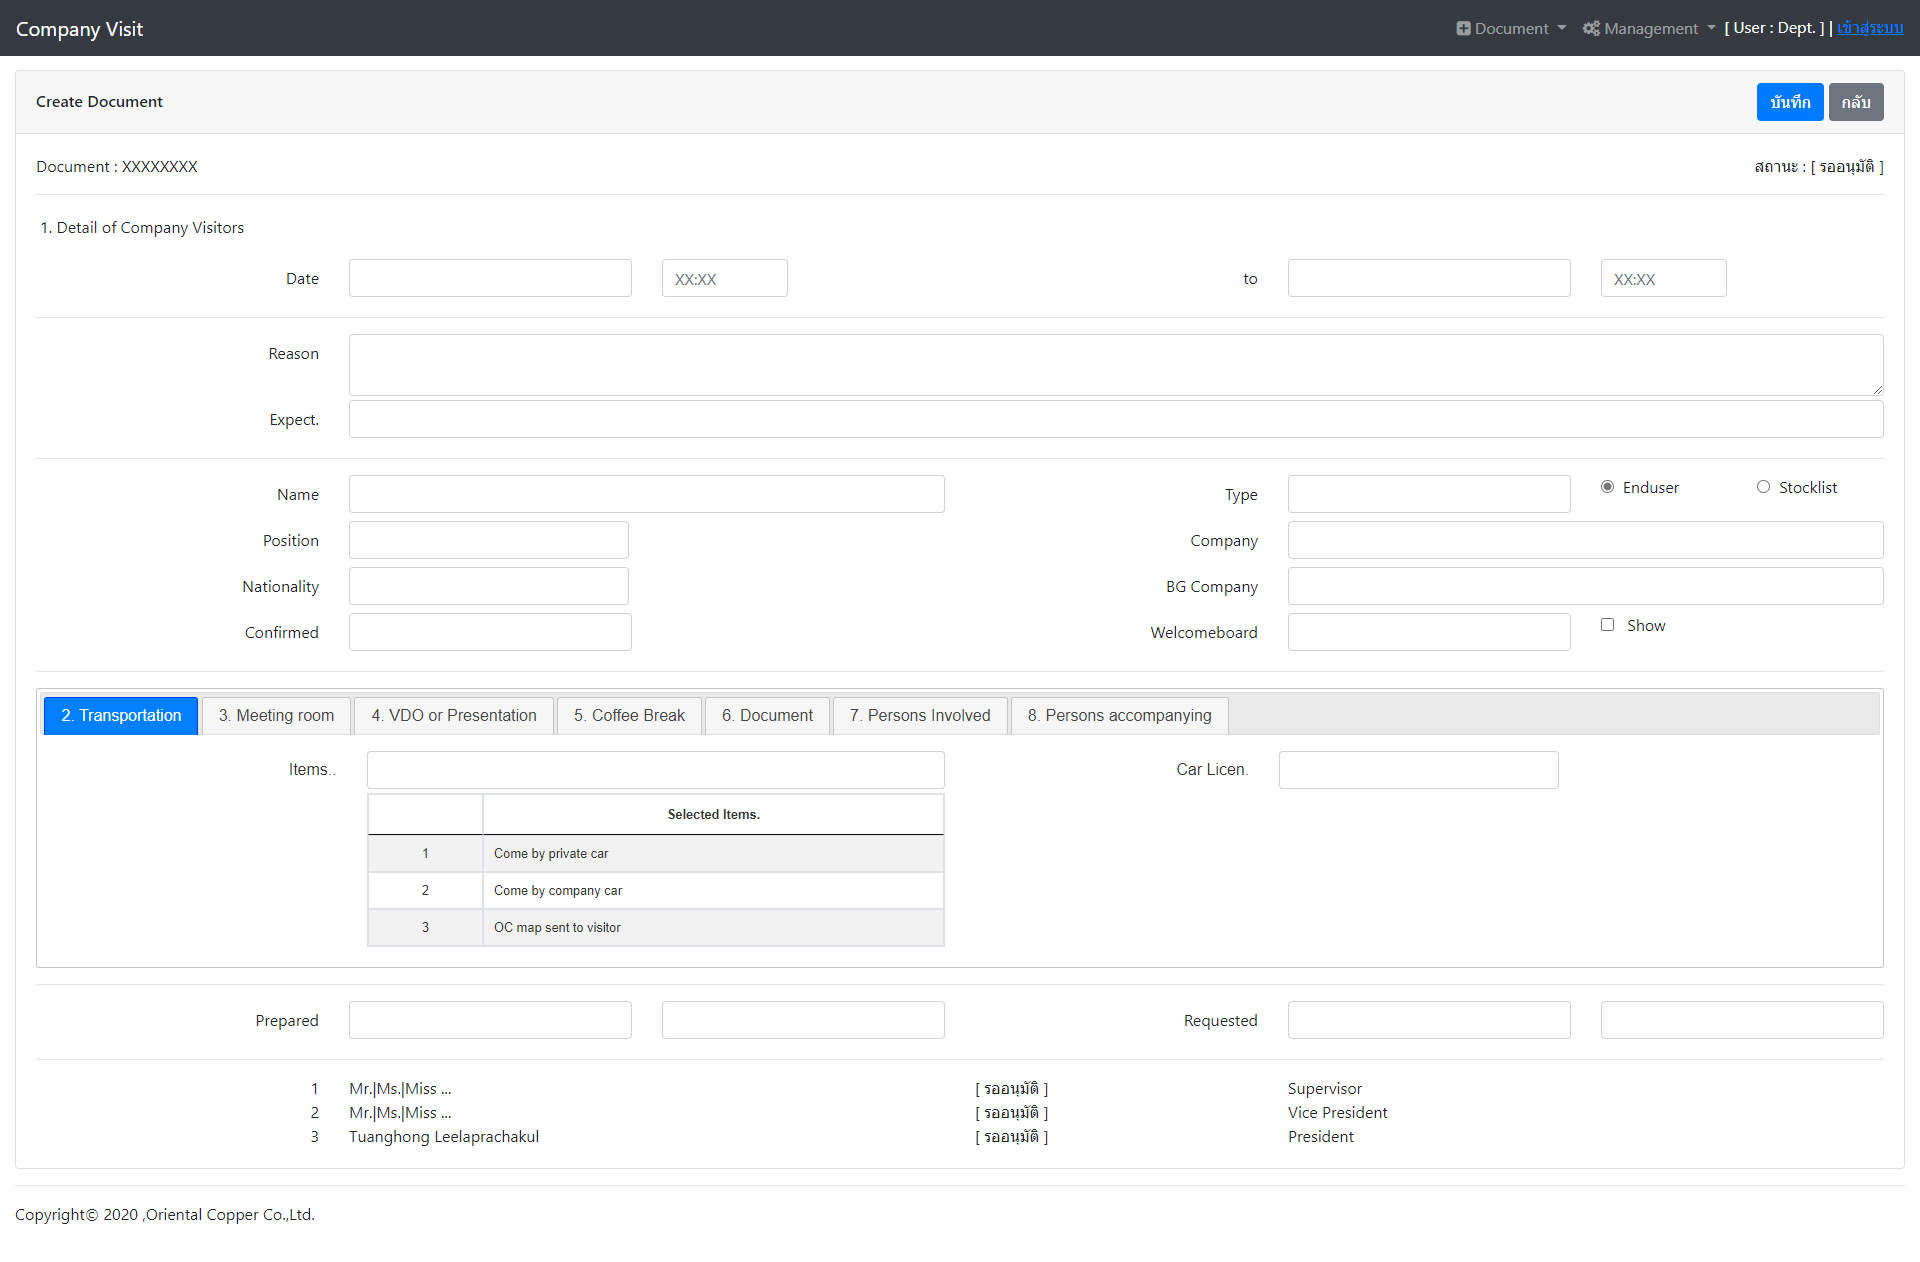 Company Visit Document Management [ User : Dept. ] | เข้าสู่ระบบ
Create Document บันทึก กลับ
Document : XXXXXXXX สถานะ : [ รออนุมัติ ]
1. Detail of Company Visitors
Date XX:XX to XX:XX
Reason
Expect.
Name Type Enduser Stocklist
Position Company
Nationality BG Company
Confirmed Welcomeboard Show
2. Transportation 3. Meeting room 4. VDO or Presentation 5. Coffee Break 6. Document 7. Persons Involved 8. Persons accompanying
Items.. Car Licen.
Selected Items.
1 Come by private car
2 Come by company car
3 OC map sent to visitor
Prepared Requested
1 Mr.|Ms.|Miss ... [ รออนุมัติ ] Supervisor
2 Mr.|Ms.|Miss ... [ รออนุมัติ ] Vice President
3 Tuanghong Leelaprachakul [ รออนุมัติ ] President
Copyright© 2020 ,Oriental Copper Co.,Ltd.